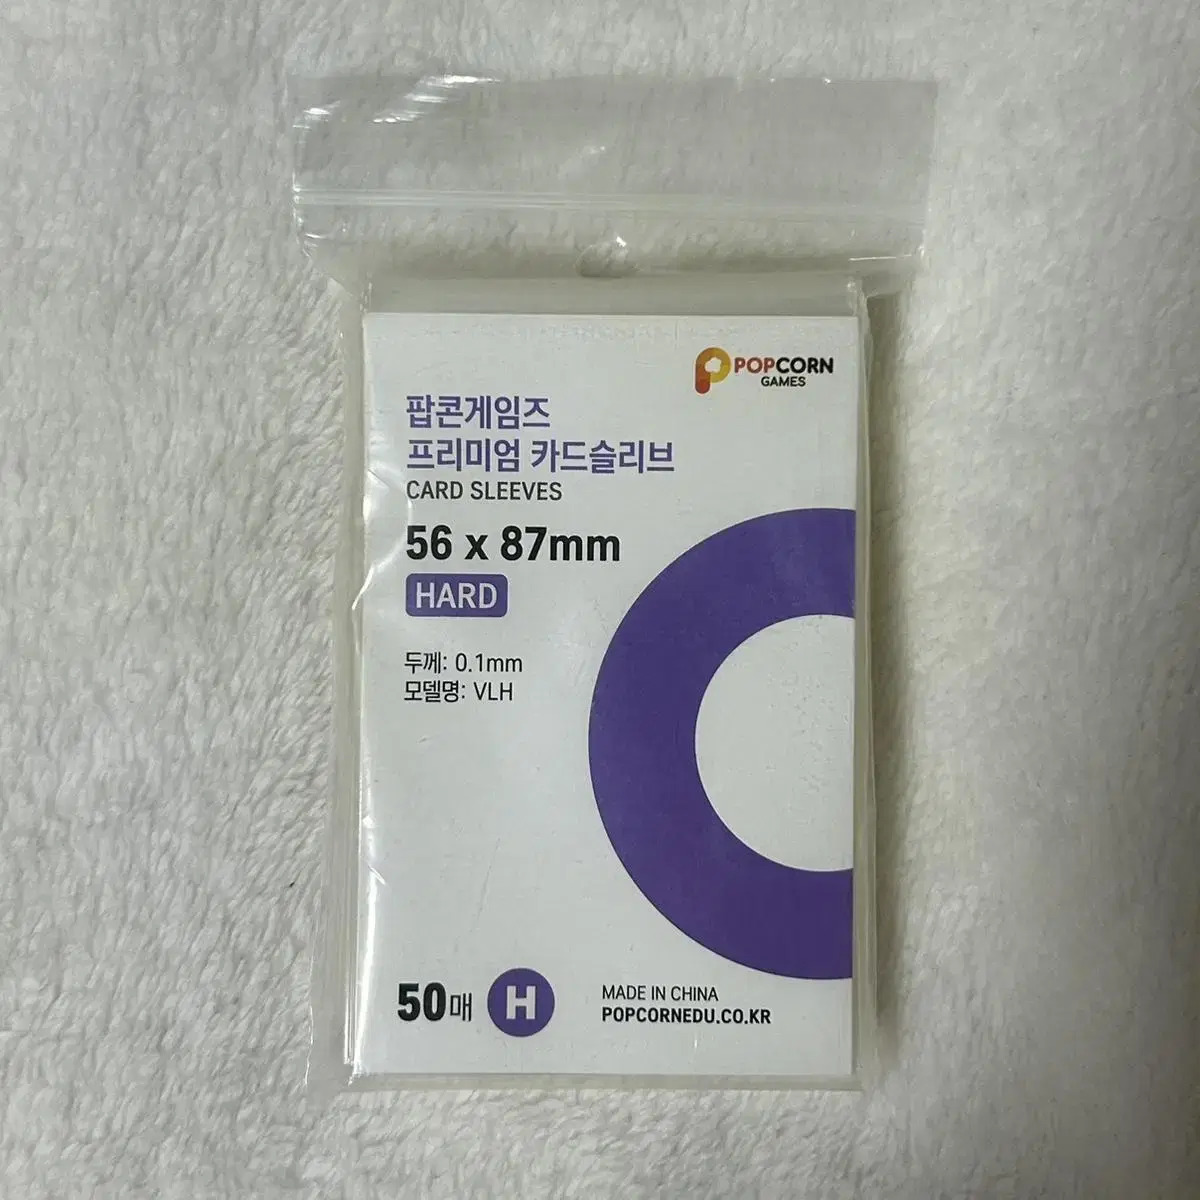 POPCORN
GAMES
팝콘게임즈
프리미엄 카드슬리브
CARD SLEEVES
56 x 87mm
HARD
두께: 0.1mm
모델명: VLH
50매 H
MADE IN CHINA
POPCORNEDU.CO.KR